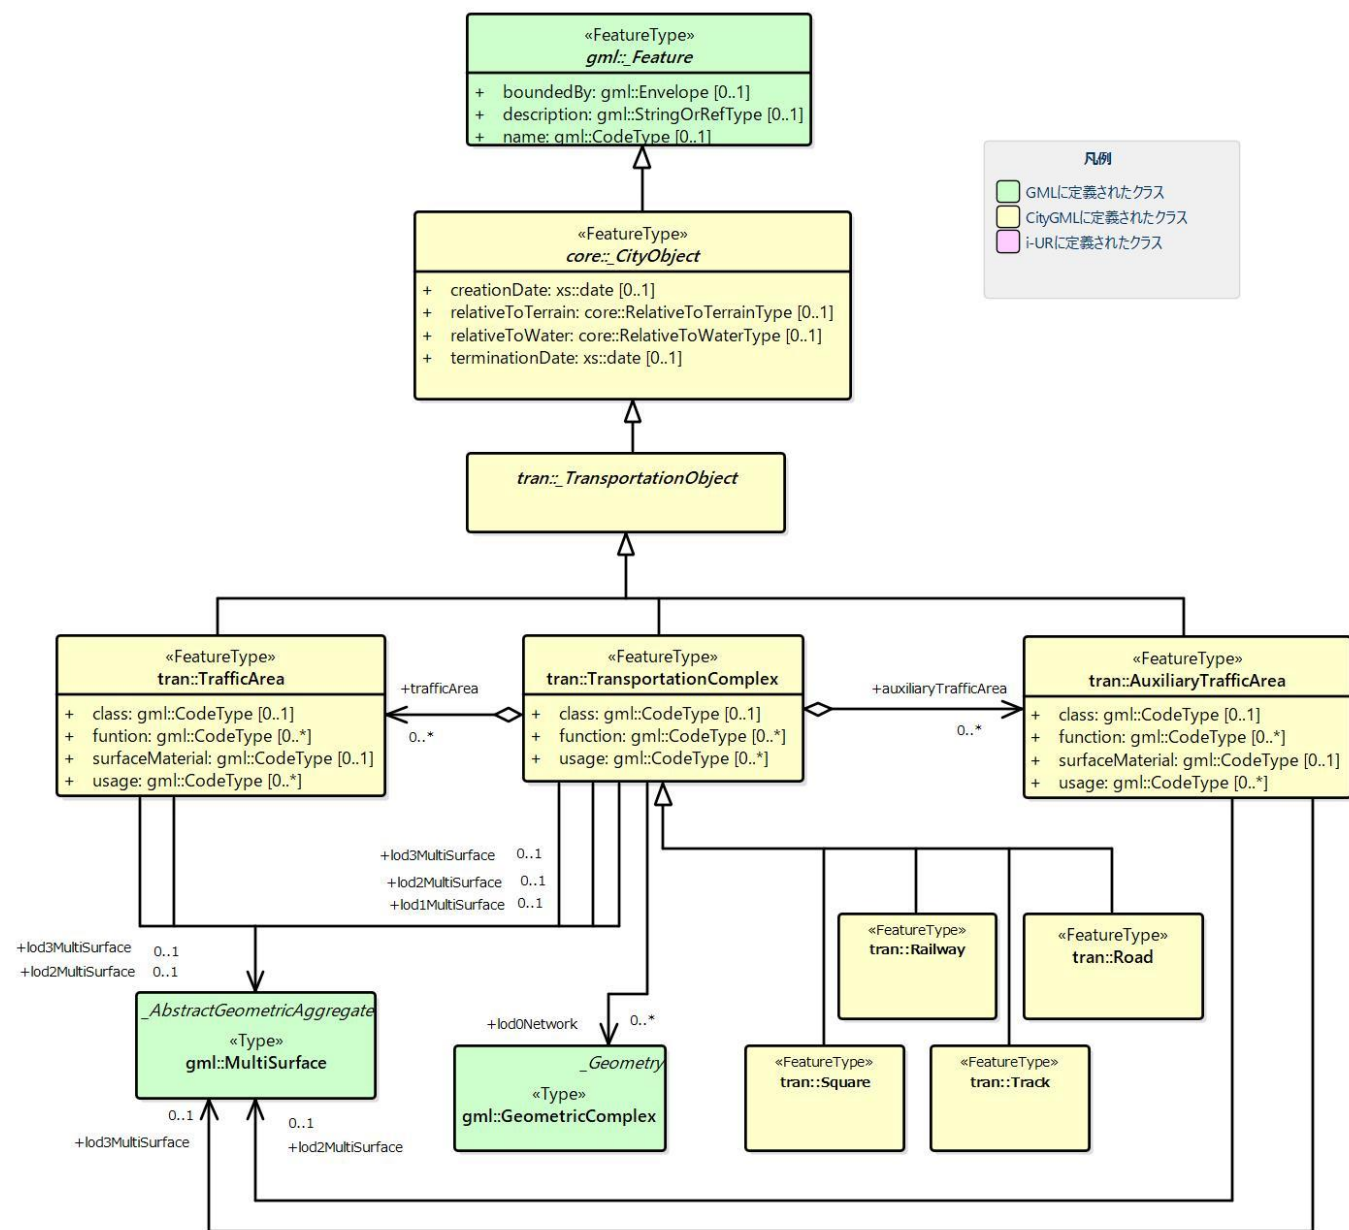 «FeatureType»
gml::_Feature
+ boundedBy: gml::Envelope [0..1]
+ description: gml::StringOrRefType [0..1]
+ name: gml::CodeType [0..1]
凡例
GMLに定義されたクラス
CityGMLに定義されたクラス
i-URに定義されたクラス
«FeatureType»
core::_CityObject
+ creationDate: xs::date [0..1]
+ relativeToTerrain: core::RelativeToTerrainType [0..1]
+ relativeToWater: core::RelativeToWaterType [0..1]
+ terminationDate: xs::date [0..1]
tran::_TransportationObject
«FeatureType»
tran::TrafficArea
+ class: gml::CodeType [0..1]
+ funtion: gml::CodeType [0..*]
+ surfaceMaterial: gml::CodeType [0..1]
+ usage: gml::CodeType [0..*]
+trafficArea
0..*
«FeatureType»
tran::TransportationComplex
+ class: gml::CodeType [0..1]
+ function: gml::CodeType [0..*]
+ usage: gml::CodeType [0..*]
+auxiliaryTrafficArea
0..*
«FeatureType»
tran::AuxiliaryTrafficArea
+ class: gml::CodeType [0..1]
+ function: gml::CodeType [0..*]
+ surfaceMaterial: gml::CodeType [0..1]
+ usage: gml::CodeType [0..*]
+lod3MultiSurface 0..1
+lod2MultiSurface 0..1
+lod1MultiSurface 0..1
+lod3MultiSurface 0..1
+lod2MultiSurface 0..1
«FeatureType»
tran::Railway
«FeatureType»
tran::Road
_AbstractGeometricAggregate
«Type»
gml::MultiSurface
+lod0Network 0..*
_Geometry
«Type»
gml::GeometricComplex
«FeatureType»
tran::Square
«FeatureType»
tran::Track
0..1
+lod3MultiSurface
0..1
+lod2MultiSurface